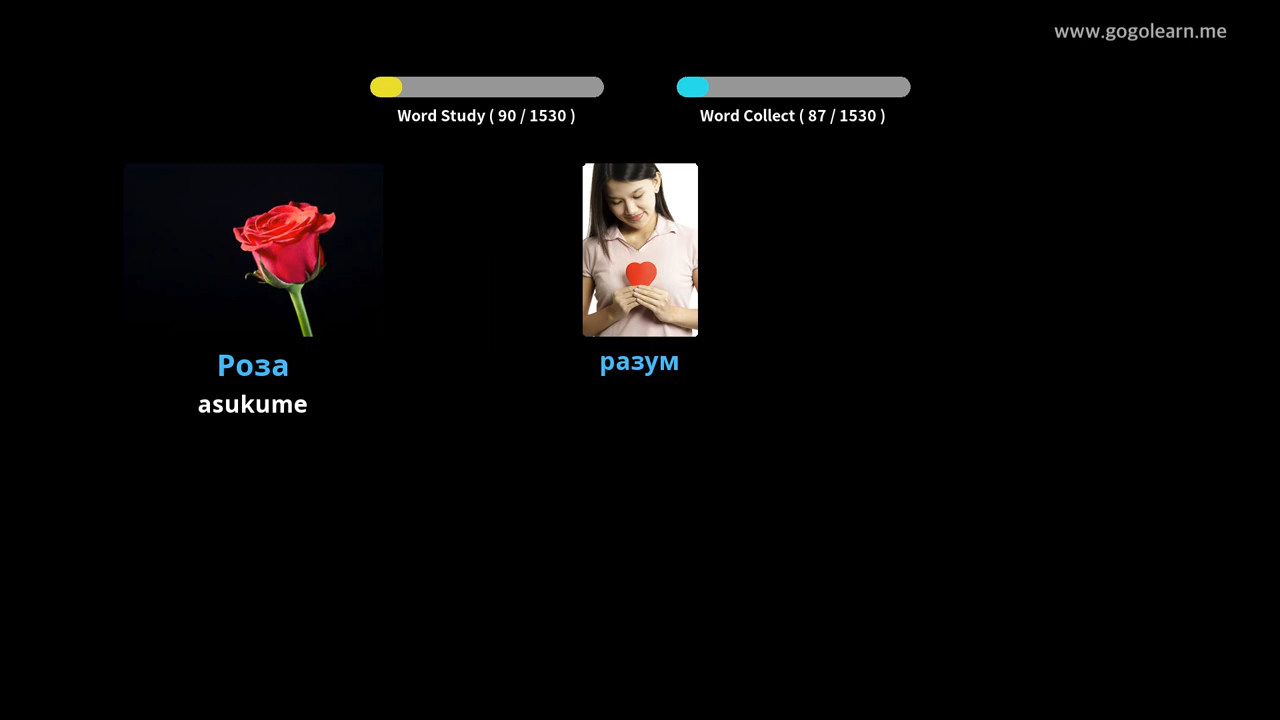 www.gogolearn.me
Word Study ( 90 / 1530 )
Word Collect ( 87 / 1530 )
Роза
asukume
разум